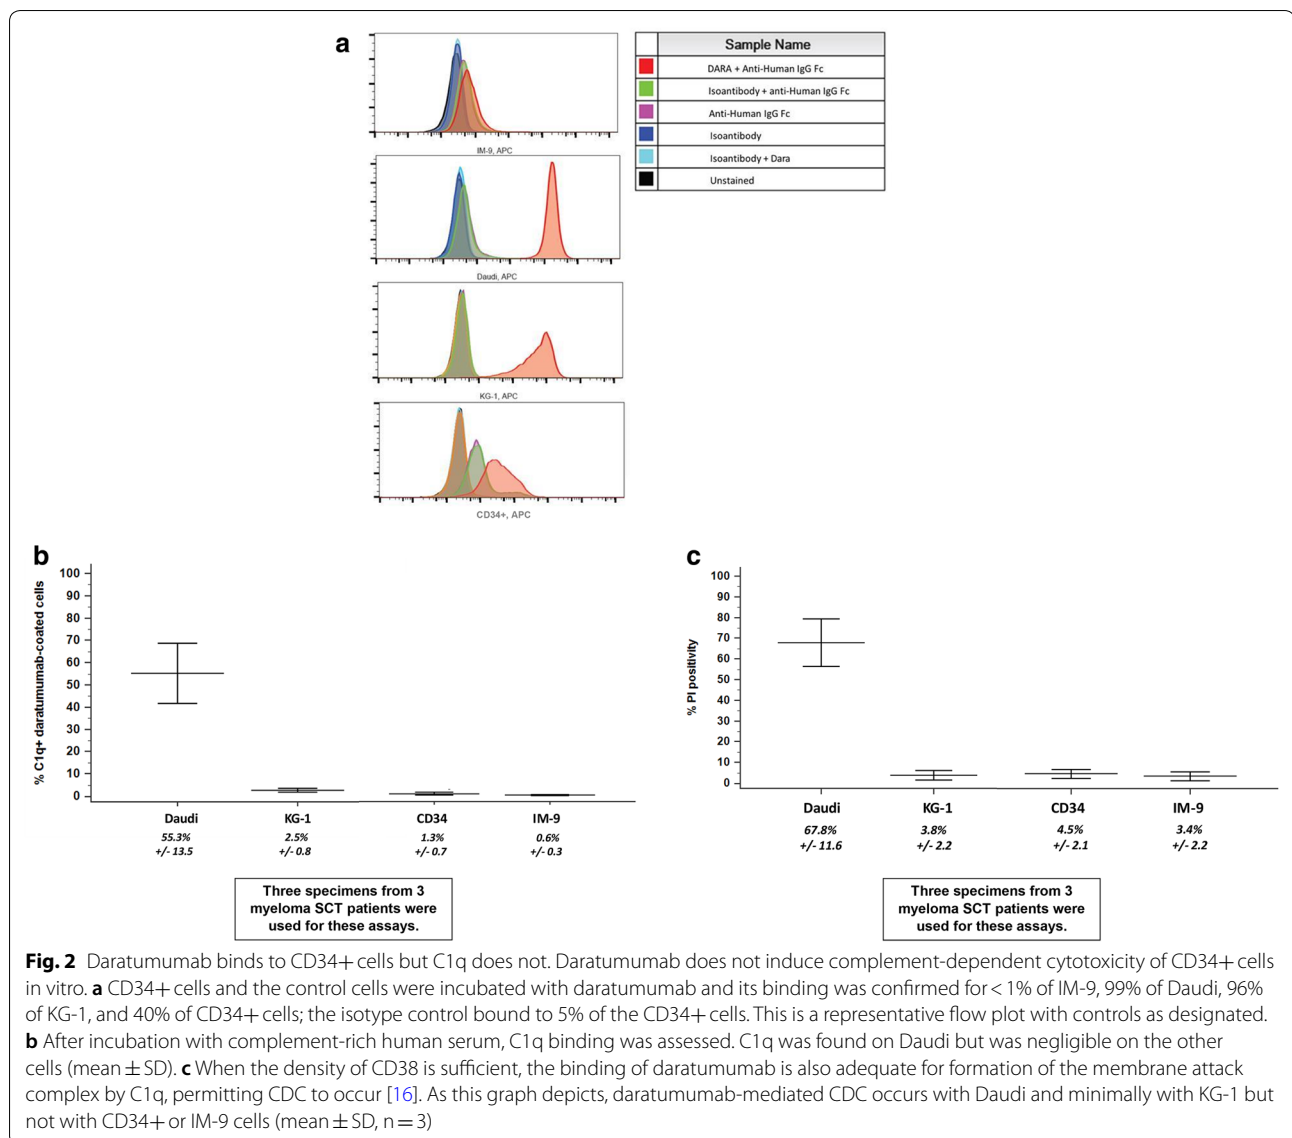 a
Sample Name
DARA + Anti-Human IgG Fc
Isoantibody + anti-Human IgG Fc
Anti-Human IgG Fc
Isoantibody
Isoantibody + Dara
Unstained
IM-9, APC
Daudi, APC
KG-1, APC
CD34+, APC
b
% C1q+ daratumumab-coated cells
100
90
80
70
60
50
40
30
20
10
0
Daudi KG-1 CD34 IM-9
55.3% 2.5% 1.3% 0.6%
+/- 13.5 +/- 0.8 +/- 0.7 +/- 0.3
Three specimens from 3
myeloma SCT patients were
used for these assays.
c
% PI positivity
100
90
80
70
60
50
40
30
20
10
0
Daudi KG-1 CD34 IM-9
67.8% 3.8% 4.5% 3.4%
+/- 11.6 +/- 2.2 +/- 2.1 +/- 2.2
Three specimens from 3
myeloma SCT patients were
used for these assays.
Fig. 2 Daratumumab binds to CD34+ cells but C1q does not. Daratumumab does not induce complement-dependent cytotoxicity of CD34+ cells
in vitro. a CD34+ cells and the control cells were incubated with daratumumab and its binding was confirmed for < 1% of IM-9, 99% of Daudi, 96%
of KG-1, and 40% of CD34+ cells; the isotype control bound to 5% of the CD34+ cells. This is a representative flow plot with controls as designated.
b After incubation with complement-rich human serum, C1q binding was assessed. C1q was found on Daudi but was negligible on the other
cells (mean ± SD). c When the density of CD38 is sufficient, the binding of daratumumab is also adequate for formation of the membrane attack
complex by C1q, permitting CDC to occur [16]. As this graph depicts, daratumumab-mediated CDC occurs with Daudi and minimally with KG-1 but
not with CD34+ or IM-9 cells (mean ± SD, n = 3)